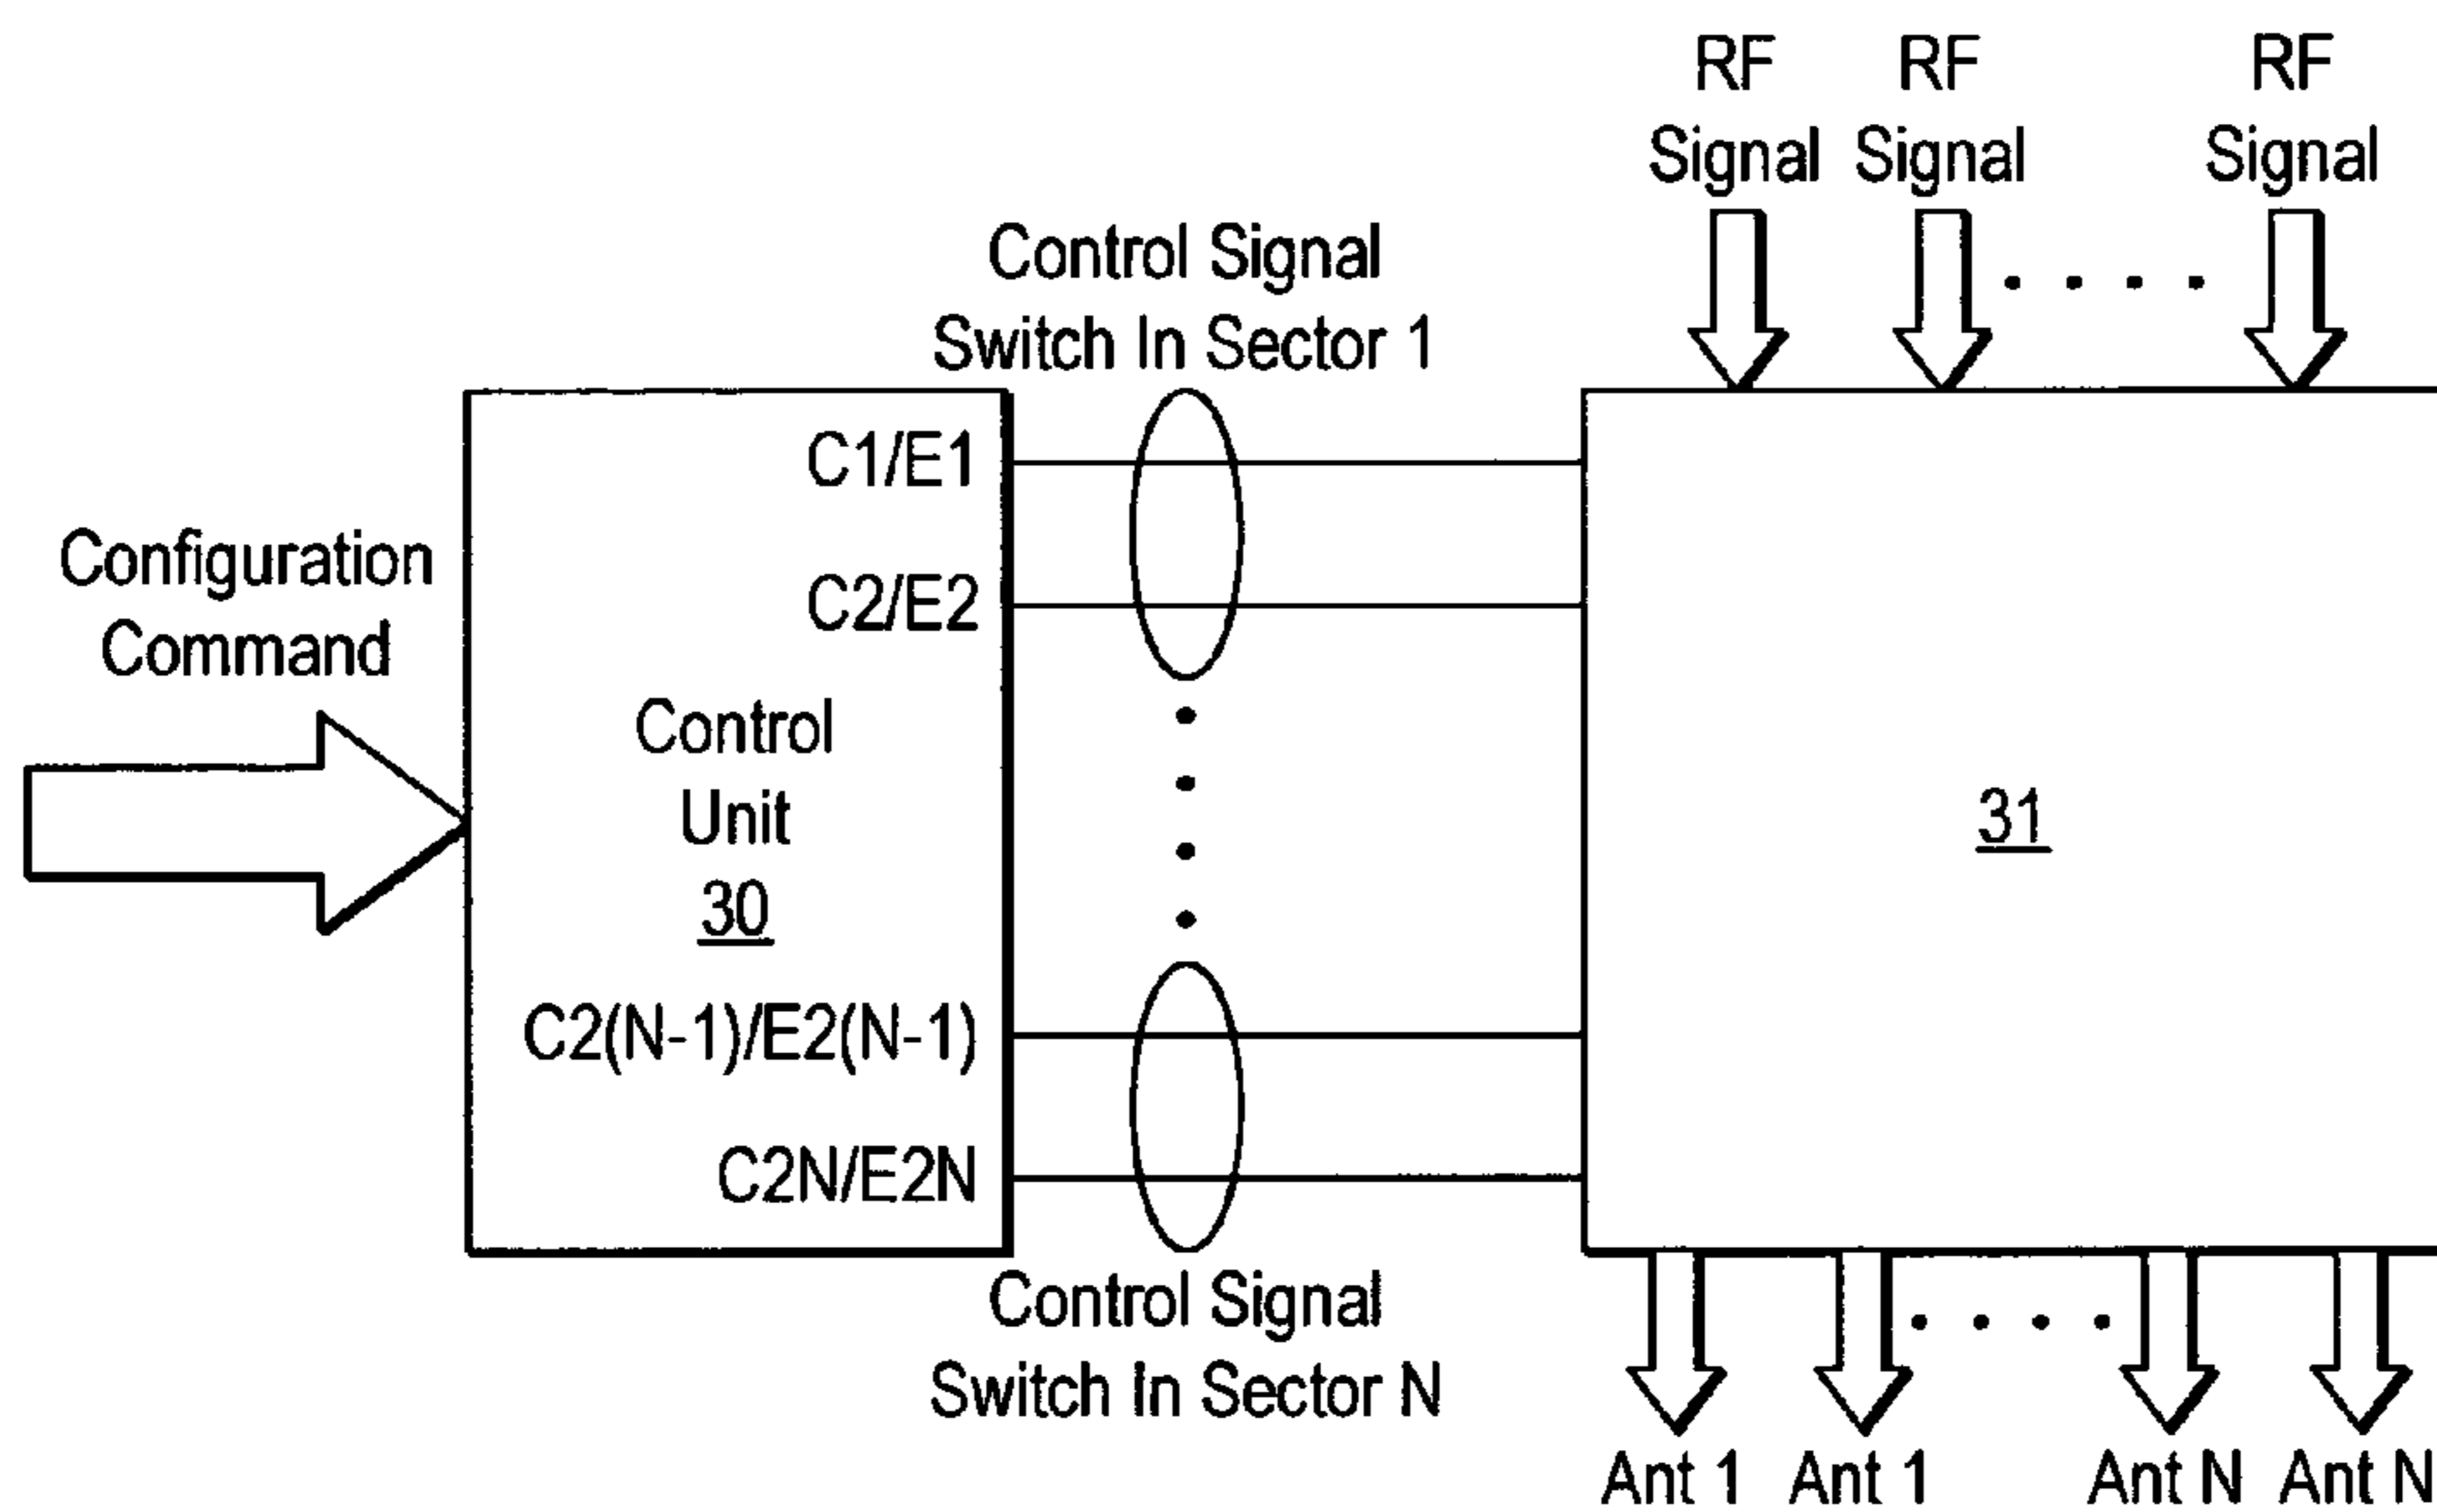 RF
Signal
RF
Signal
RF
Signal
Control Signal
Switch In Sector 1
C1/E1
C2/E2
Configuration
Command
Control
Unit
30
31
C2(N-1)/E2(N-1)
C2N/E2N
Control Signal
Switch In Sector N
Ant 1
Ant 1
Ant N
Ant N